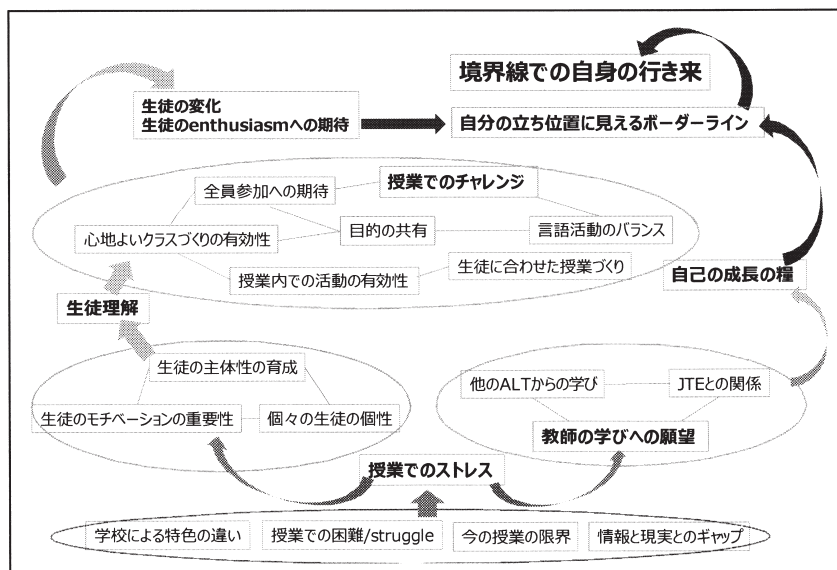 境界線での自身の行き来
生徒の変化
生徒のenthusiasmへの期待
自分の立ち位置に見えるボーダーライン
全員参加への期待
授業でのチャレンジ
心地よいクラスづくりの有効性
目的の共有
言語活動のバランス
授業内での活動の有効性
生徒に合わせた授業づくり
自己の成長の糧
生徒理解
生徒の主体性の育成
他のALTからの学び
JTEとの関係
生徒のモチベーションの重要性
個々の生徒の個性
教師の学びへの願望
授業でのストレス
学校による特色の違い
授業での困難/struggle
今の授業の限界
情報と現実とのギャップ